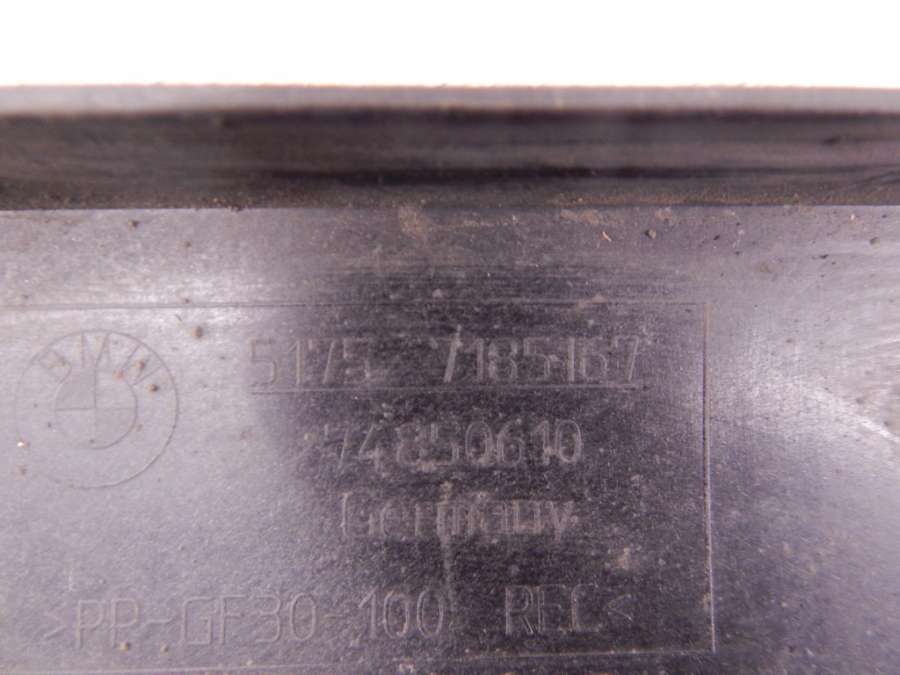 BMW
5175 7185167
74850610
Germany
>PP-GF30-100 REC<